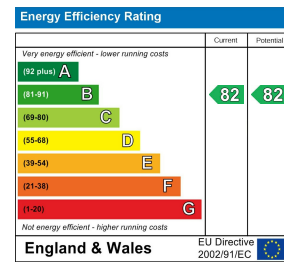 Energy Efficiency Rating
Current Potential
Very energy efficient - lower running costs
(92 plus) A
(81-91) B 82 82
(69-80) C
(55-68) D
(39-54) E
(21-38) F
(1-20) G
Not energy efficient - higher running costs
England & Wales
EU Directive
2002/91/EC